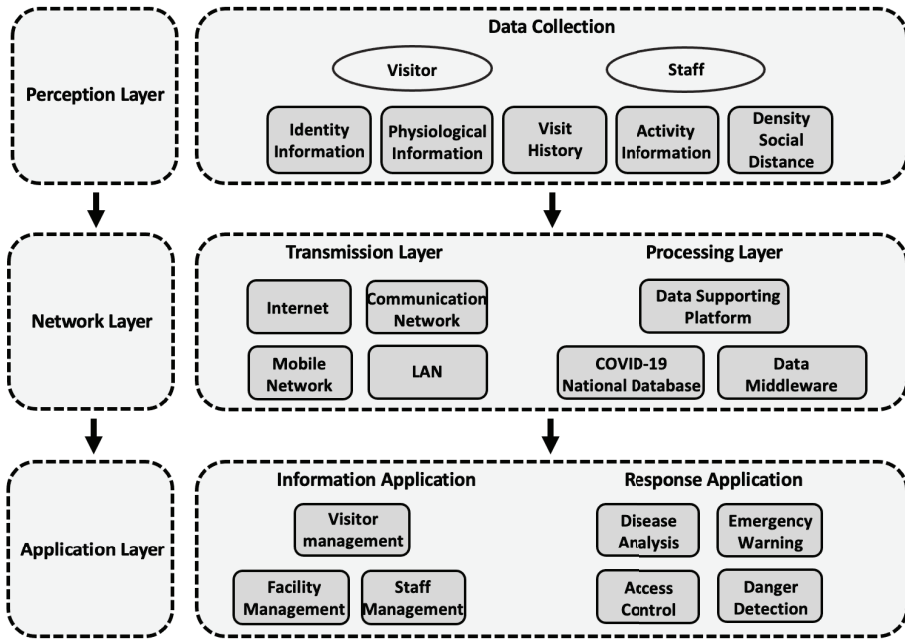 Perception Layer
Data Collection
Visitor
Staff
Identity
Information
Physiological
Information
Visit
History
Activity
Information
Density
Social
Distance
Network Layer
Transmission Layer
Internet
Communication
Network
Mobile
Network
LAN
Processing Layer
Data Supporting
Platform
COVID-19
National Database
Data
Middleware
Application Layer
Information Application
Visitor
management
Facility
Management
Staff
Management
Response Application
Disease
Analysis
Emergency
Warning
Access
Control
Danger
Detection